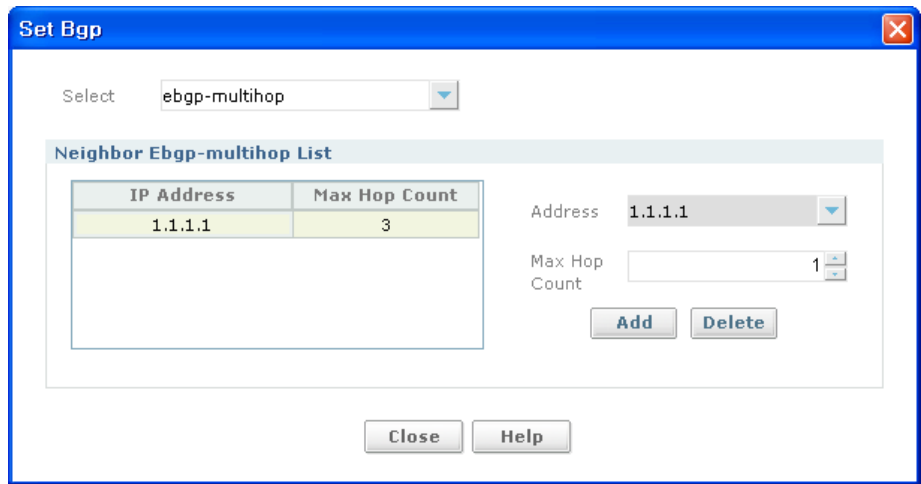 Set Bgp
Select ebgp-multihop
Neighbor Ebgp-multihop List
IP Address Max Hop Count
1.1.1.1 3
Address 1.1.1.1
Max Hop Count 1
Add Delete
Close Help